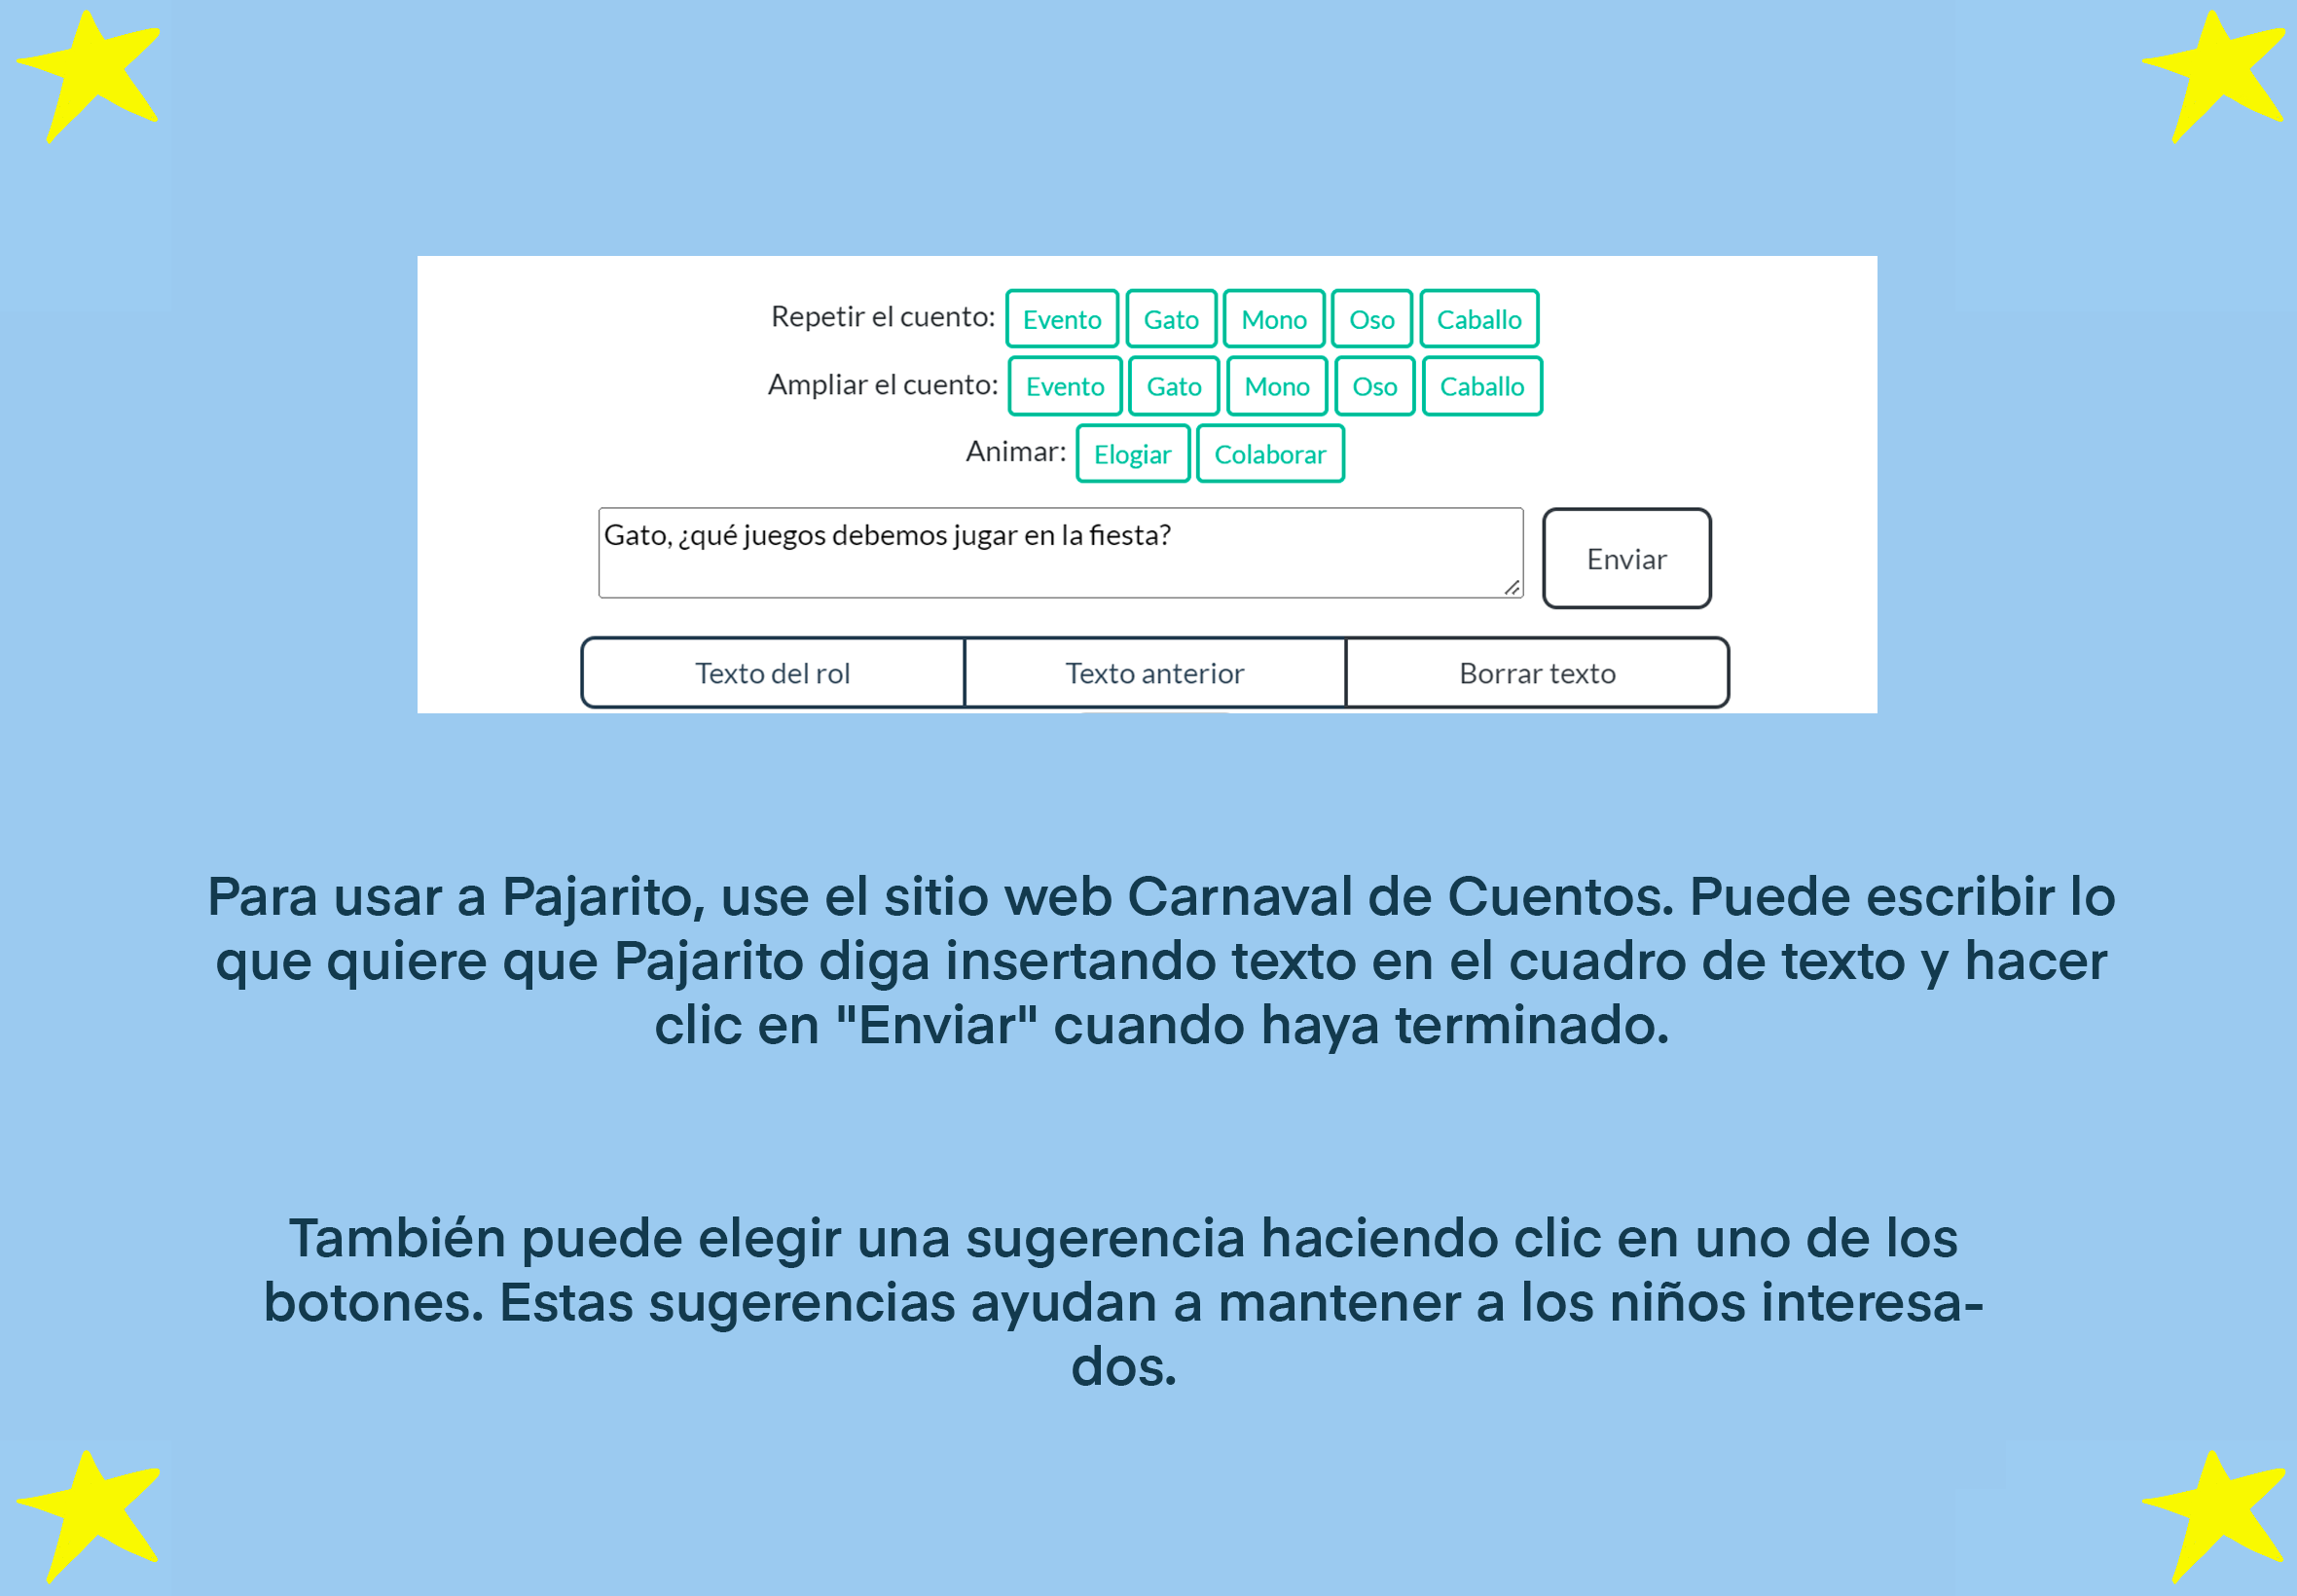 Repetir el cuento: Evento Gato Mono Oso Caballo
Ampliar el cuento: Evento Gato Mono Oso Caballo
Animar: Elogiar Colaborar
Gato, ¿qué juegos debemos jugar en la fiesta?
Enviar
Texto del rol Texto anterior Borrar texto
Para usar a Pajarito, use el sitio web Carnaval de Cuentos. Puede escribir lo
que quiere que Pajarito diga insertando texto en el cuadro de texto y hacer
clic en "Enviar" cuando haya terminado.
También puede elegir una sugerencia haciendo clic en uno de los
botones. Estas sugerencias ayudan a mantener a los niños interesa-
dos.